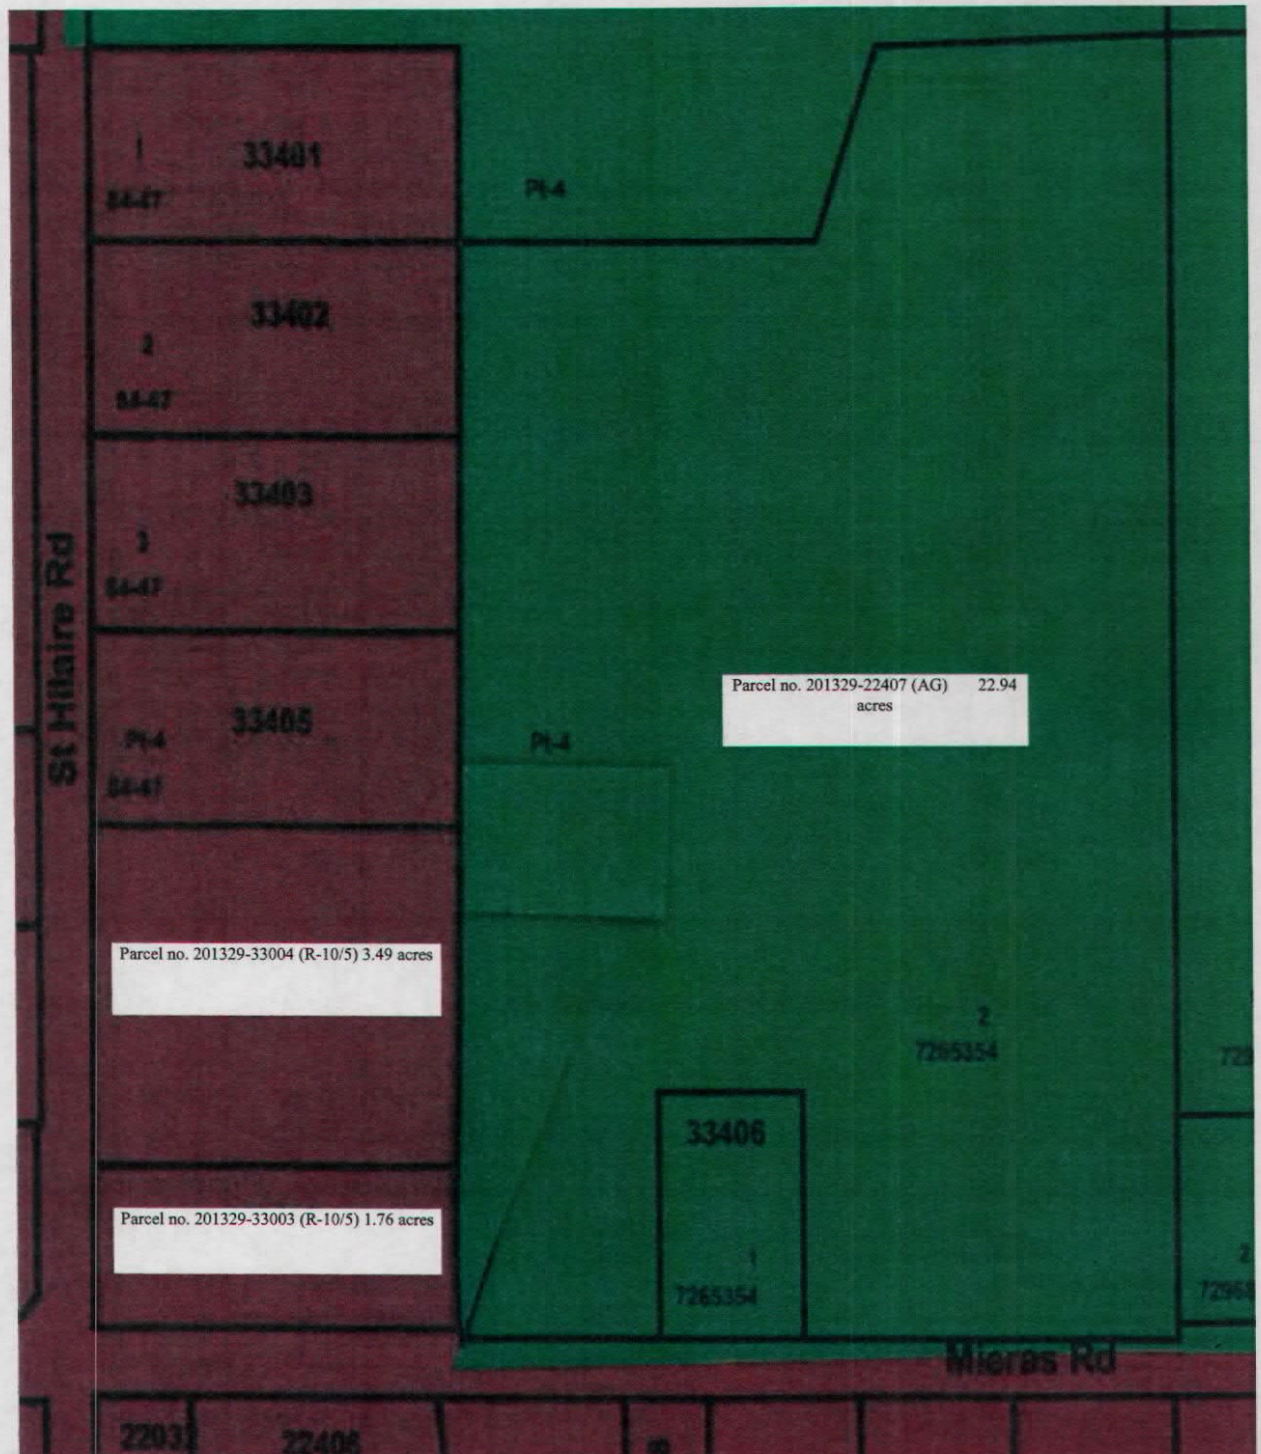 1
33401
84-47
Pt-4
33402
2
84-47
33403
3
84-47
St Hilaire Rd
Parcel no. 201329-22407 (AG) 22.94
acres
33405
Pt-4
84-47
Pt-4
Parcel no. 201329-33004 (R-10/5) 3.49 acres
2
7265354
33406
Parcel no. 201329-33003 (R-10/5) 1.76 acres
1
7265354
2
Mieras Rd
22408